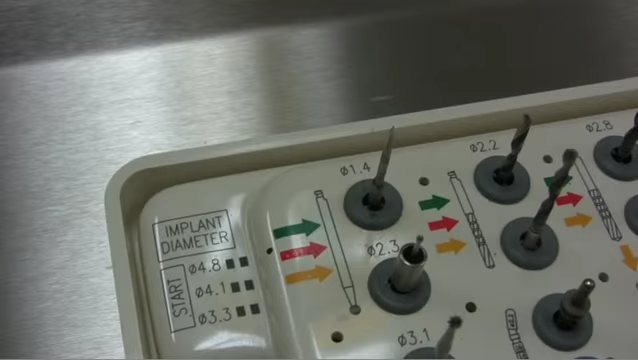 ø1.4
ø2.2
ø2.8
IMPLANT
DIAMETER
START
ø4.8
ø4.1
ø3.3
ø2.3
ø3.1